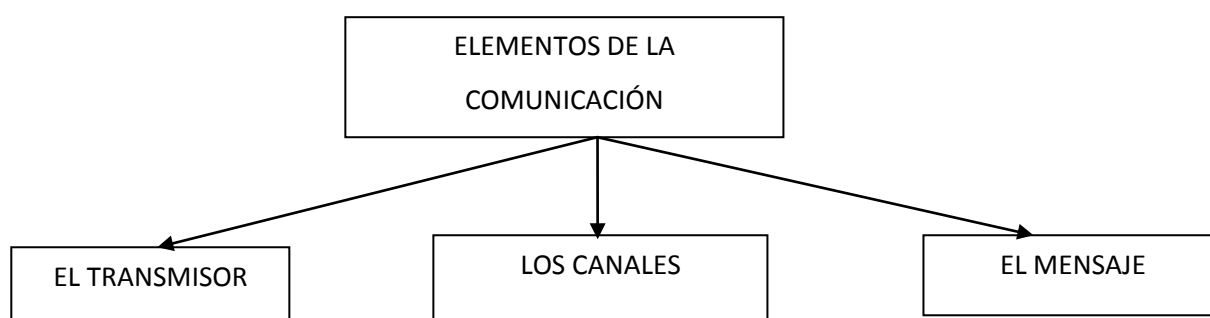 ELEMENTOS DE LA
COMUNICACIÓN
EL TRANSMISOR
LOS CANALES
EL MENSAJE